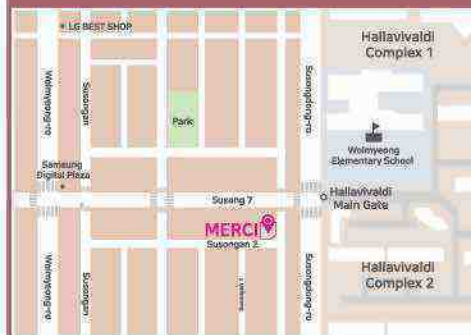 LG BEST SHOP
Hallavivaldi
Complex 1
Wolmyeong-ro
Susongan
Susongdong-ro
Park
Wolmyeong
Elementary School
Samsung
Digital Plaza
Susong 7
Hallavivaldi
Main Gate
MERCI
Susongan 2
Wolmyeong-ro
Susongan
Susongdong-ro
Hallavivaldi
Complex 2